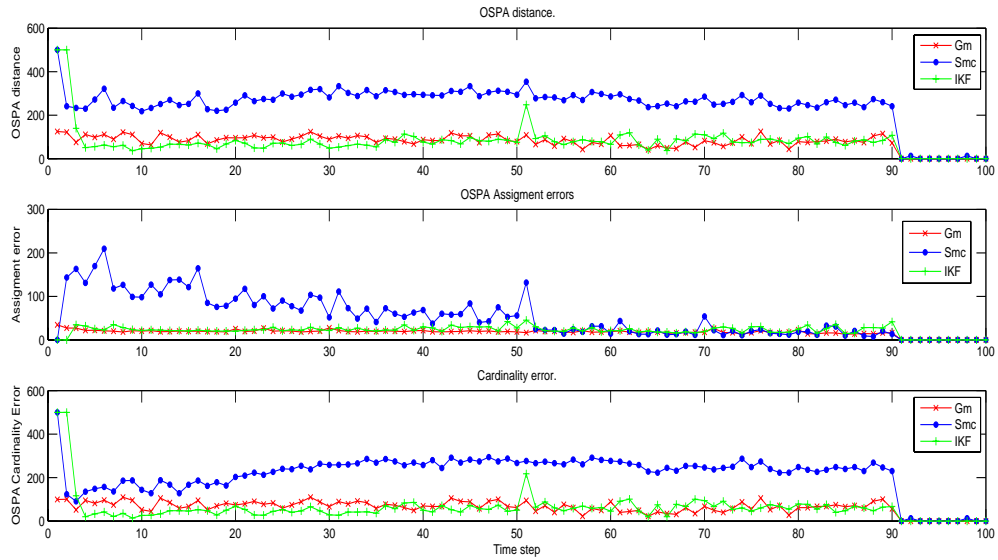 OSPA distance.
OSPA distance
600
400
200
0
Gm
Smc
IKF
0 10 20 30 40 50 60 70 80 90 100
OSPA Assigment errors
Assigment error
300
200
100
0
Gm
Smc
IKF
0 10 20 30 40 50 60 70 80 90 100
Cardinality error.
OSPA Cardinality Error
600
400
200
0
Gm
Smc
IKF
0 10 20 30 40 50 60 70 80 90 100
Time step